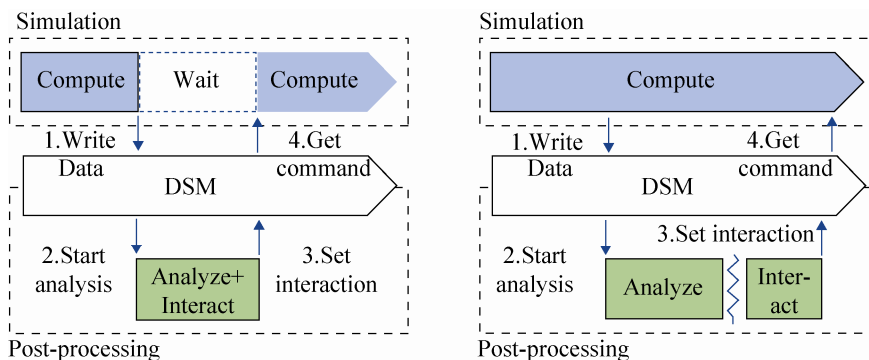 Simulation
Compute
Wait
Compute
1.Write
Data
4.Get
command
DSM
2.Start
analysis
Analyze+
Interact
3.Set
interaction
Post-processing
Simulation
Compute
1.Write
Data
4.Get
command
DSM
2.Start
analysis
3.Set interaction
Analyze
Inter-
act
Post-processing